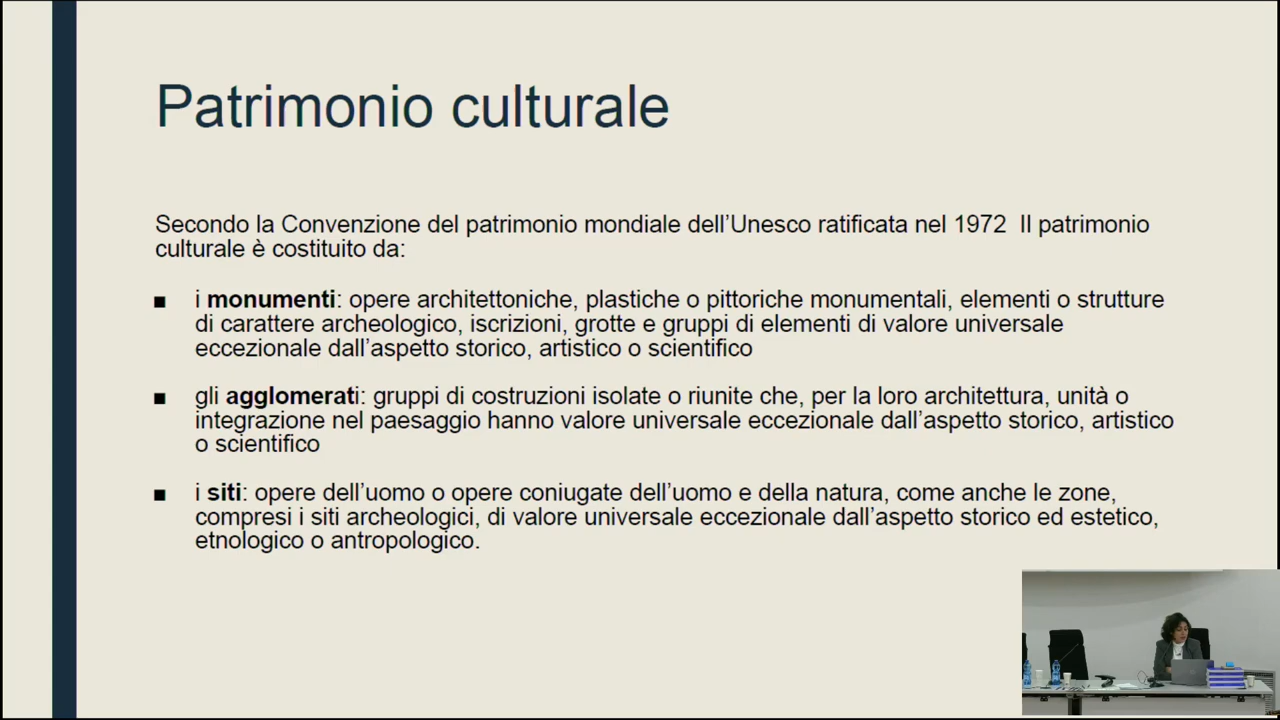 Patrimonio culturale
Secondo la Convenzione del patrimonio mondiale dell'Unesco ratificata nel 1972  Il patrimonio
culturale è costituito da:
■ i monumenti: opere architettoniche, plastiche o pittoriche monumentali, elementi o strutture
di carattere archeologico, iscrizioni, grotte e gruppi di elementi di valore universale
eccezionale dall'aspetto storico, artistico o scientifico
■ gli agglomerati: gruppi di costruzioni isolate o riunite che, per la loro architettura, unità o
integrazione nel paesaggio hanno valore universale eccezionale dall'aspetto storico, artistico
o scientifico
■ i siti: opere dell'uomo o opere coniugate dell'uomo e della natura, come anche le zone,
compresi i siti archeologici, di valore universale eccezionale dall'aspetto storico ed estetico,
etnologico o antropologico.